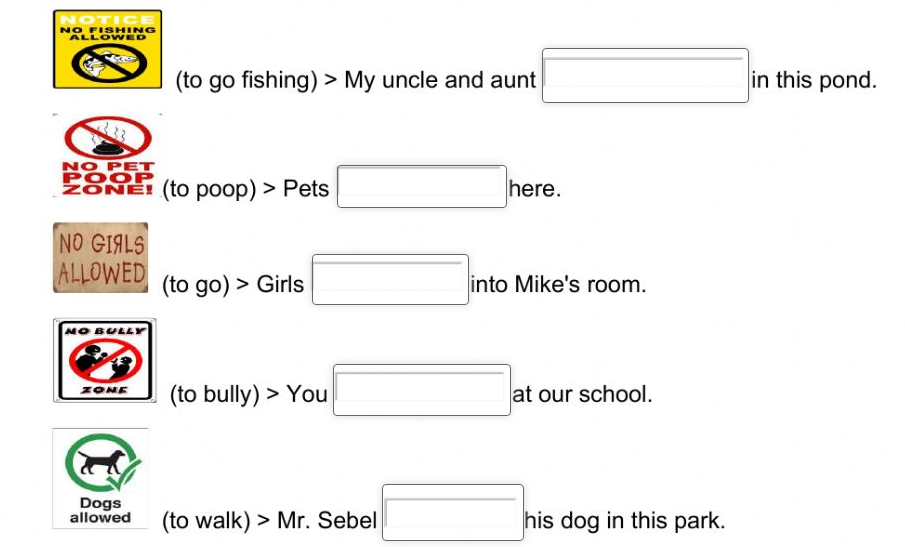 NOTICE
NO FISHING
ALLOWED
(to go fishing) > My uncle and aunt in this pond.
NO PET
POOP
ZONE!
(to poop) > Pets here.
NO GIRLS
ALLOWED
(to go) > Girls into Mike's room.
NO BULLY
ZONE
(to bully) > You at our school.
Dogs
allowed
(to walk) > Mr. Sebel his dog in this park.